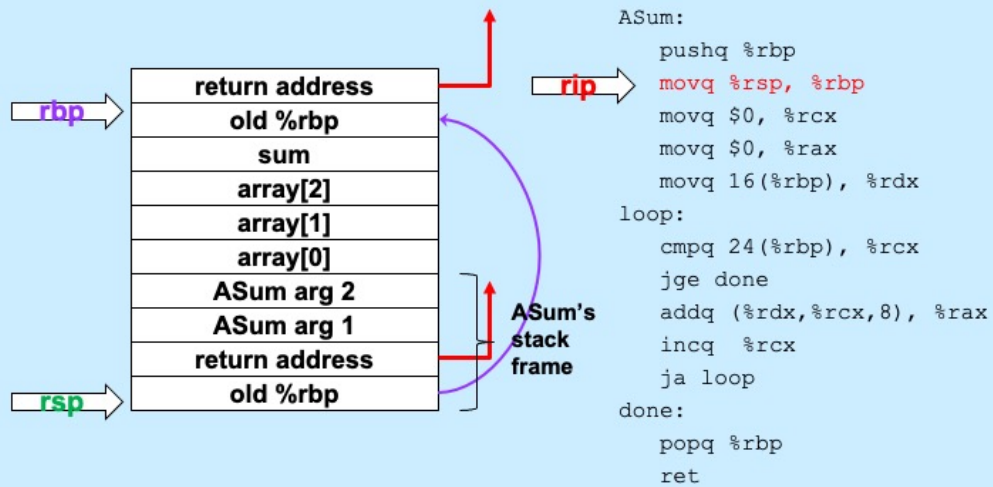 rbp
return address
old %rbp
sum
array[2]
array[1]
array[0]
ASum arg 2
ASum arg 1
return address
old %rbp
rsp
ASum's
stack
frame
rip
ASum:
pushq %rbp
movq %rsp, %rbp
movq $0, %rcx
movq $0, %rax
movq 16(%rbp), %rdx
loop:
cmpq 24(%rbp), %rcx
jge done
addq (%rdx,%rcx,8), %rax
incq %rcx
ja loop
done:
popq %rbp
ret